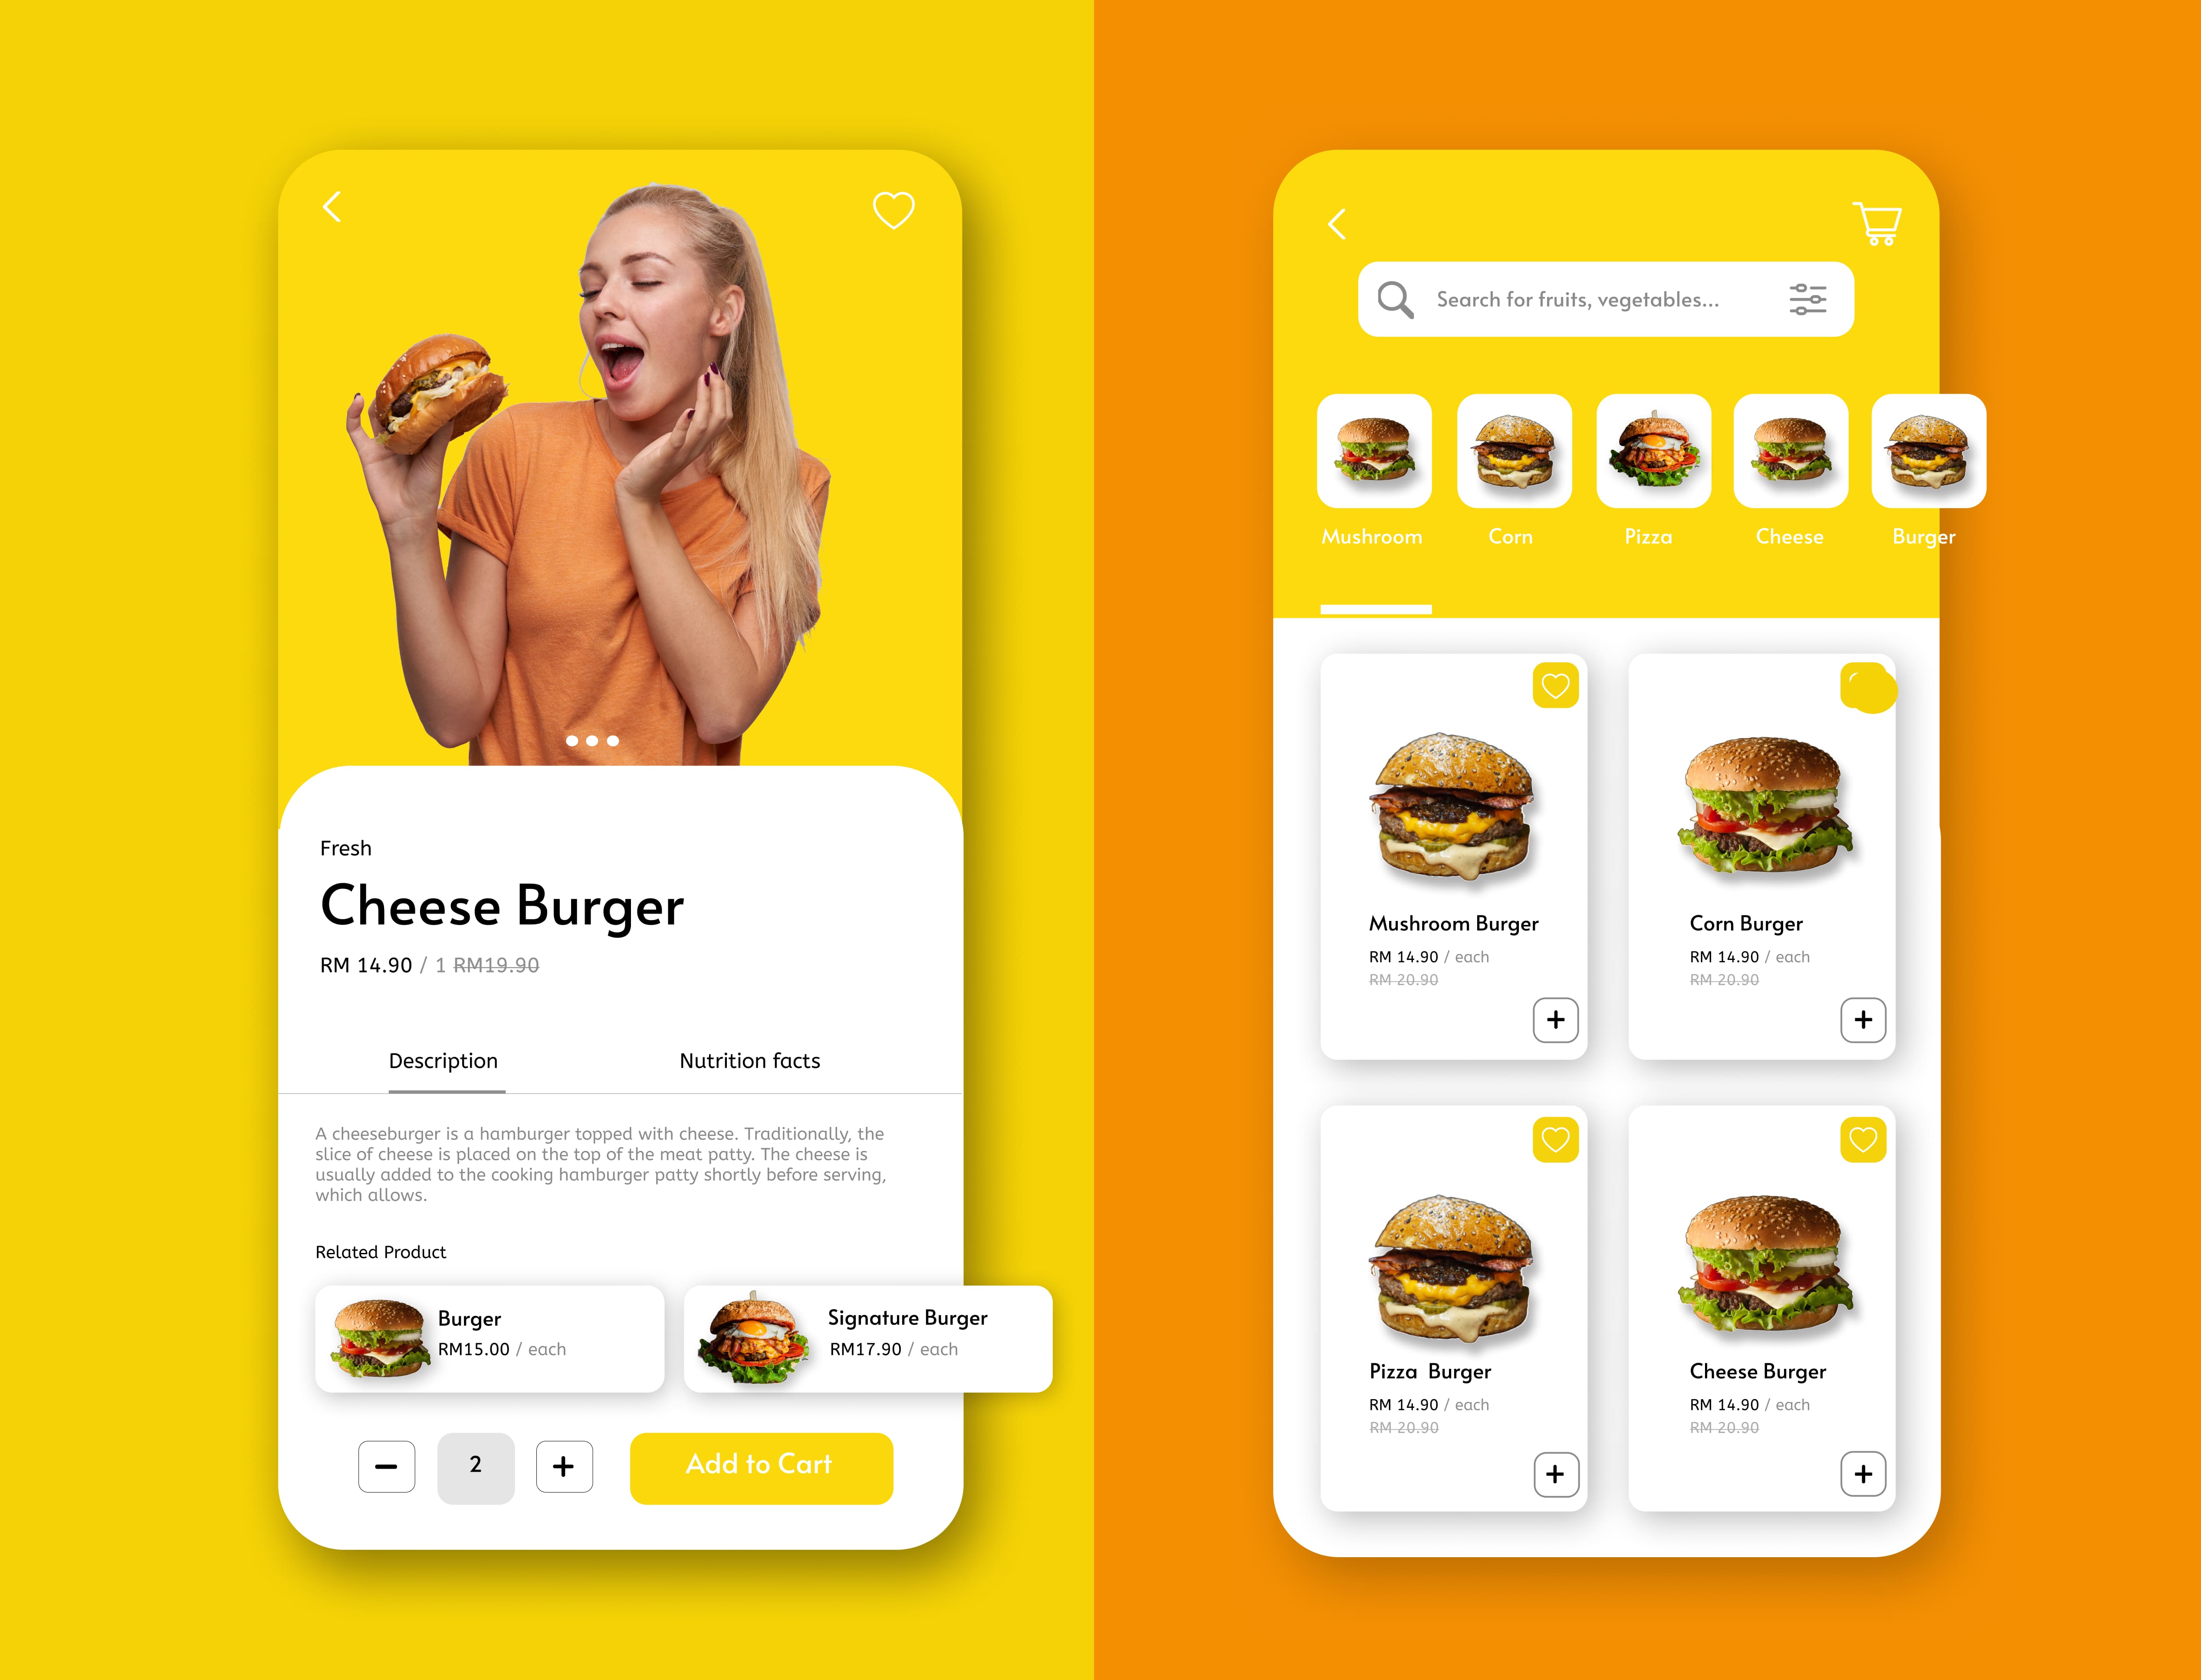 Fresh
Cheese Burger
RM 14.90 / 1 RM19.90
Description
Nutrition facts
A cheeseburger is a hamburger topped with cheese. Traditionally, the
slice of cheese is placed on the top of the meat patty. The cheese is
usually added to the cooking hamburger patty shortly before serving,
which allows.
Related Product
Burger
RM15.00 / each
Signature Burger
RM17.90 / each
2
Add to Cart
Search for fruits, vegetables...
Mushroom
Corn
Pizza
Cheese
Burger
Mushroom Burger
RM 14.90 / each
RM 20.90
Corn Burger
RM 14.90 / each
RM 20.90
Pizza  Burger
RM 14.90 / each
RM 20.90
Cheese Burger
RM 14.90 / each
RM 20.90